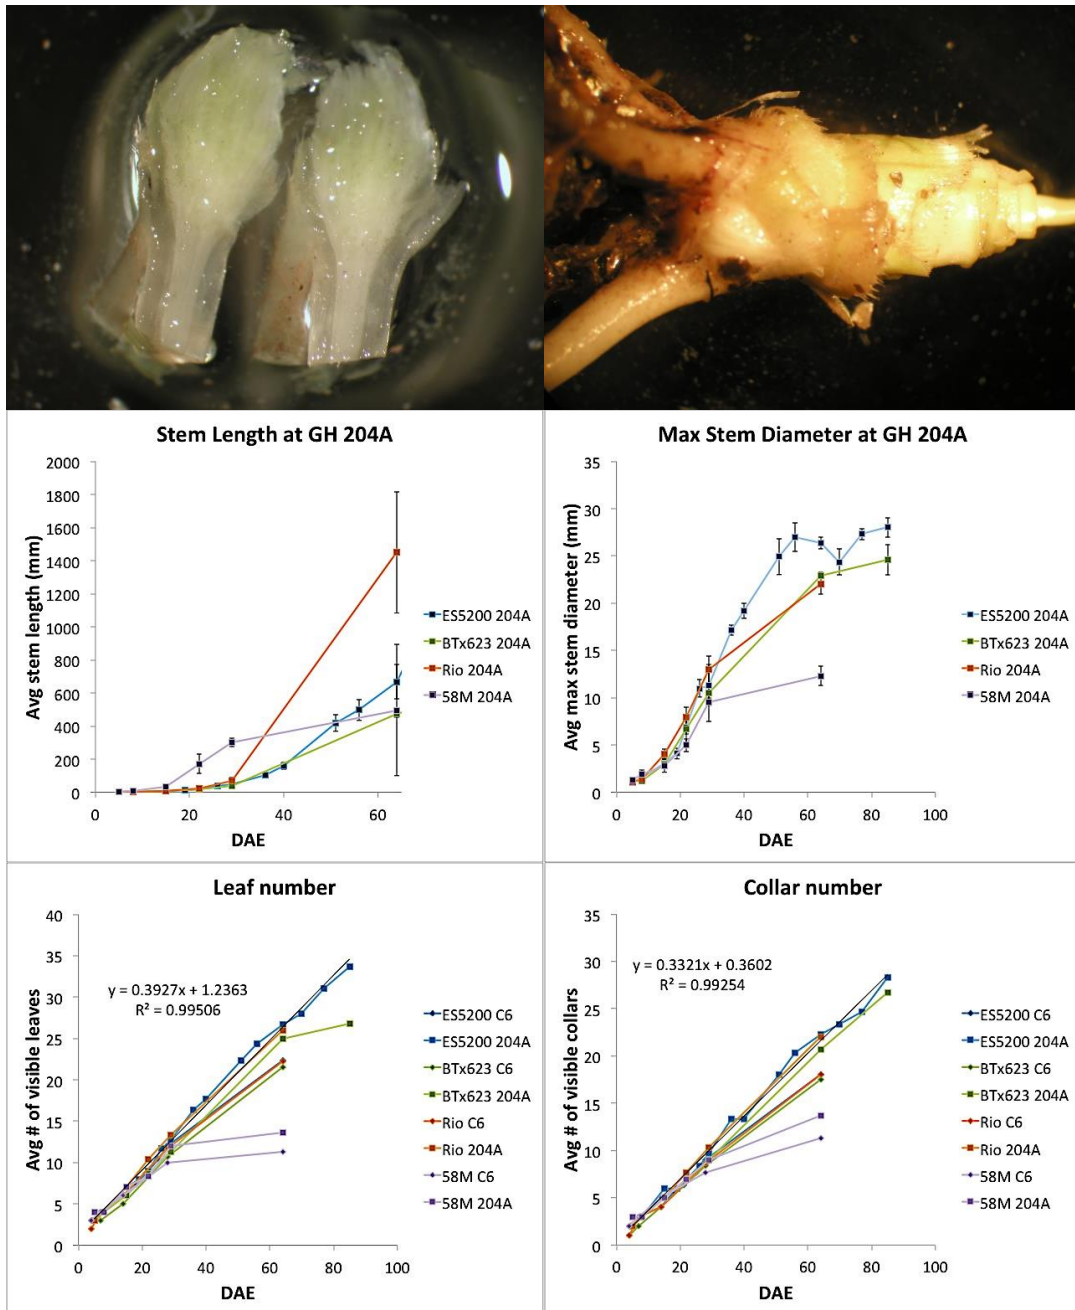 Stem Length at GH 204A
2000
1800
1600
1400
1200
1000
800
600
400
200
0
Avg stem length (mm)
0 20 40 60
DAE
ES5200 204A
BTx623 204A
Rio 204A
58M 204A
Max Stem Diameter at GH 204A
35
30
25
20
15
10
5
0
Avg max stem diameter (mm)
0 20 40 60 80 100
DAE
ES5200 204A
BTx623 204A
Rio 204A
58M 204A
Leaf number
40
35
30
25
20
15
10
5
0
Avg # of visible leaves
y = 0.3927x + 1.2363
R² = 0.99506
0 20 40 60 80 100
DAE
ES5200 C6
ES5200 204A
BTx623 C6
BTx623 204A
Rio C6
Rio 204A
58M C6
58M 204A
Collar number
35
30
25
20
15
10
5
0
Avg # of visible collars
y = 0.3321x + 0.3602
R² = 0.99254
0 20 40 60 80 100
DAE
ES5200 C6
ES5200 204A
BTx623 C6
BTx623 204A
Rio C6
Rio 204A
58M C6
58M 204A